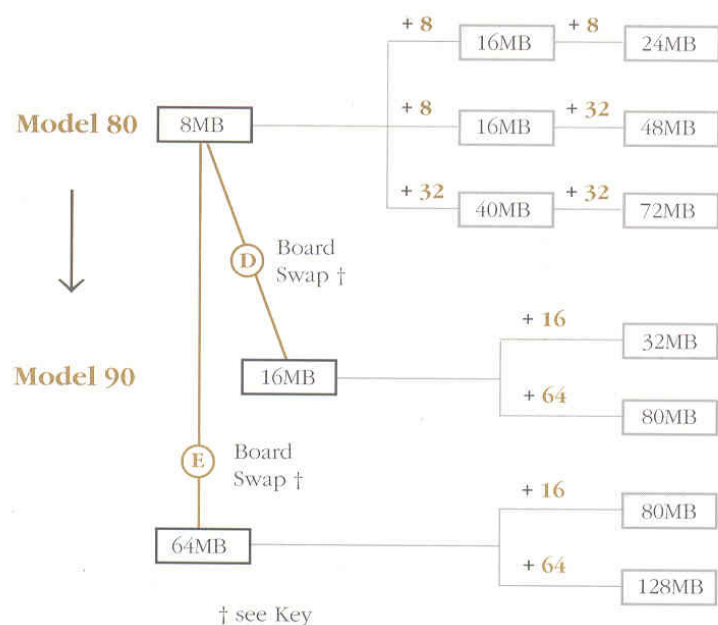 + 8
16MB
+ 8
24MB
Model 80
8MB
+ 8
16MB
+ 32
48MB
+ 32
40MB
+ 32
72MB
D
Board
Swap †
Model 90
16MB
+ 16
32MB
+ 64
80MB
E
Board
Swap †
64MB
+ 16
80MB
+ 64
128MB
† see Key